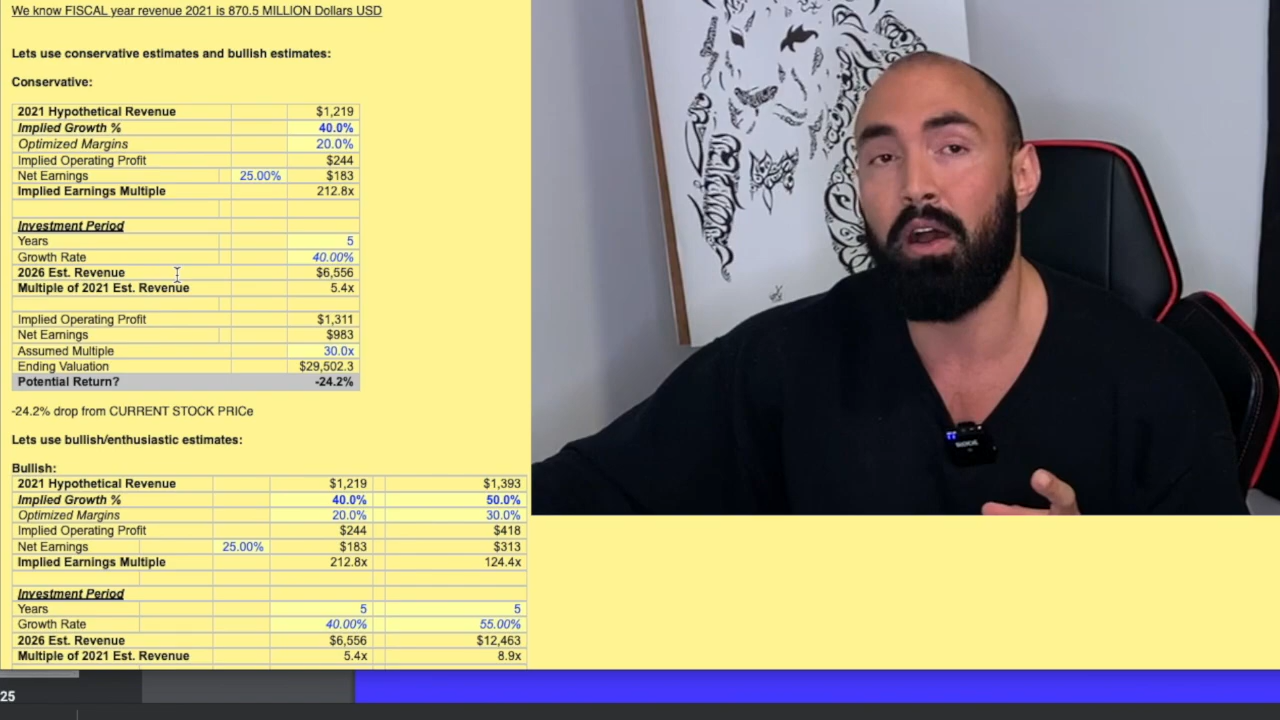 We know FISCAL year revenue 2021 is 870.5 MILLION Dollars USD
Lets use conservative estimates and bullish estimates:
Conservative:
2021 Hypothetical Revenue $1,219
Implied Growth % 40.0%
Optimized Margins 20.0%
Implied Operating Profit $244
Net Earnings 25.00% $183
Implied Earnings Multiple 212.8x
Investment Period
Years 5
Growth Rate 40.00%
2026 Est. Revenue $6,556
Multiple of 2021 Est. Revenue 5.4x
Implied Operating Profit $1,311
Net Earnings $983
Assumed Multiple 30.0x
Ending Valuation $29,502.3
Potential Return? -24.2%
-24.2% drop from CURRENT STOCK PRICe
Lets use bullish/enthusiastic estimates:
Bullish:
2021 Hypothetical Revenue $1,219 $1,393
Implied Growth % 40.0% 50.0%
Optimized Margins 20.0% 30.0%
Implied Operating Profit $244 $418
Net Earnings 25.00% $183 $313
Implied Earnings Multiple 212.8x 124.4x
Investment Period
Years 5 5
Growth Rate 40.00% 55.00%
2026 Est. Revenue $6,556 $12,463
Multiple of 2021 Est. Revenue 5.4x 8.9x
25